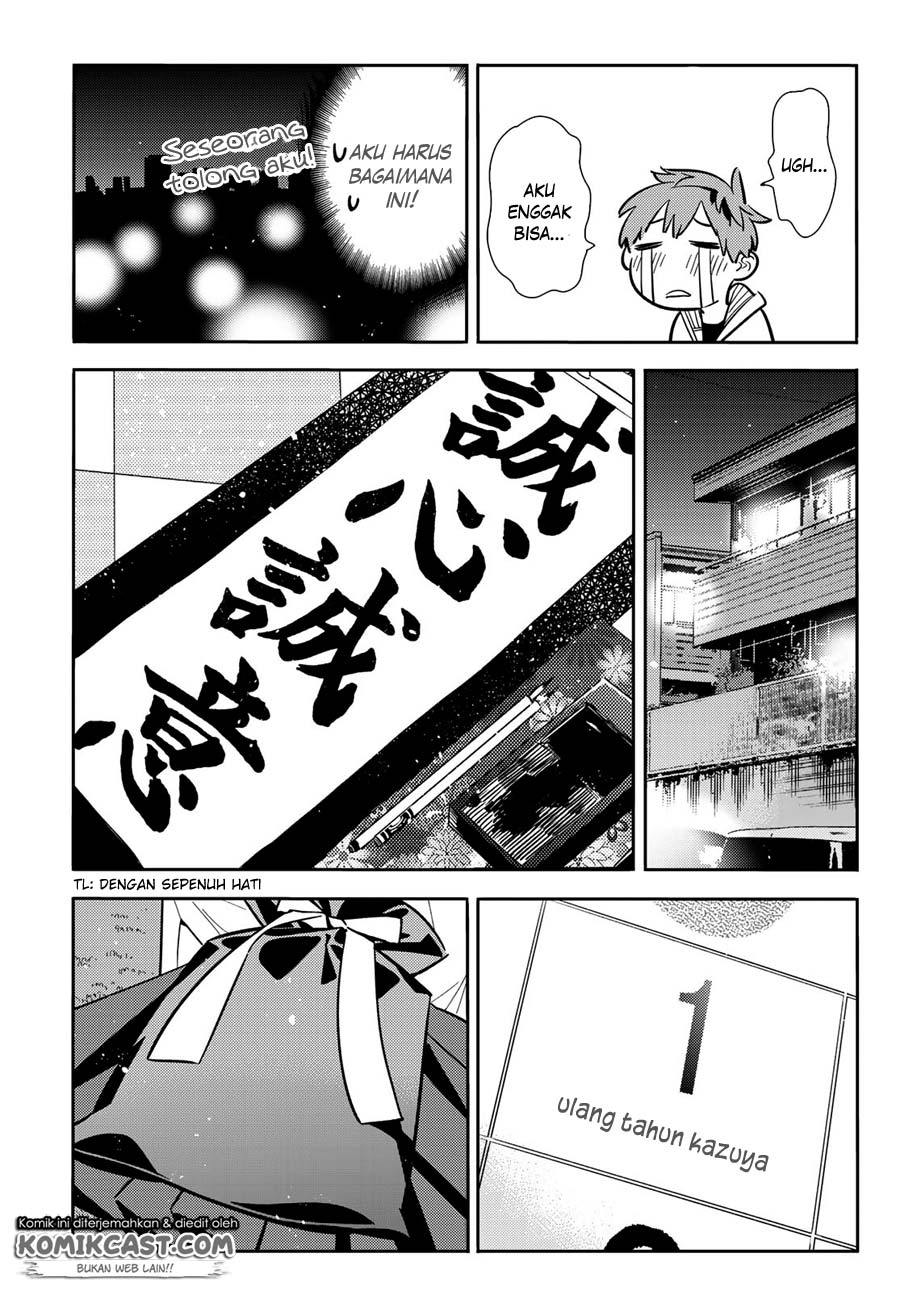 UGH...
AKU
ENGGAK
BISA...
AKU HARUS
BAGAIMANA
INI!
Seseorang
tolong aku!
誠心誠意
TL: DENGAN SEPENUH HATI
1
ulang tahun kazuya
Komik ini diterjemahkan & diedit oleh
KOMIKCAST.COM
BUKAN WEB LAIN!!